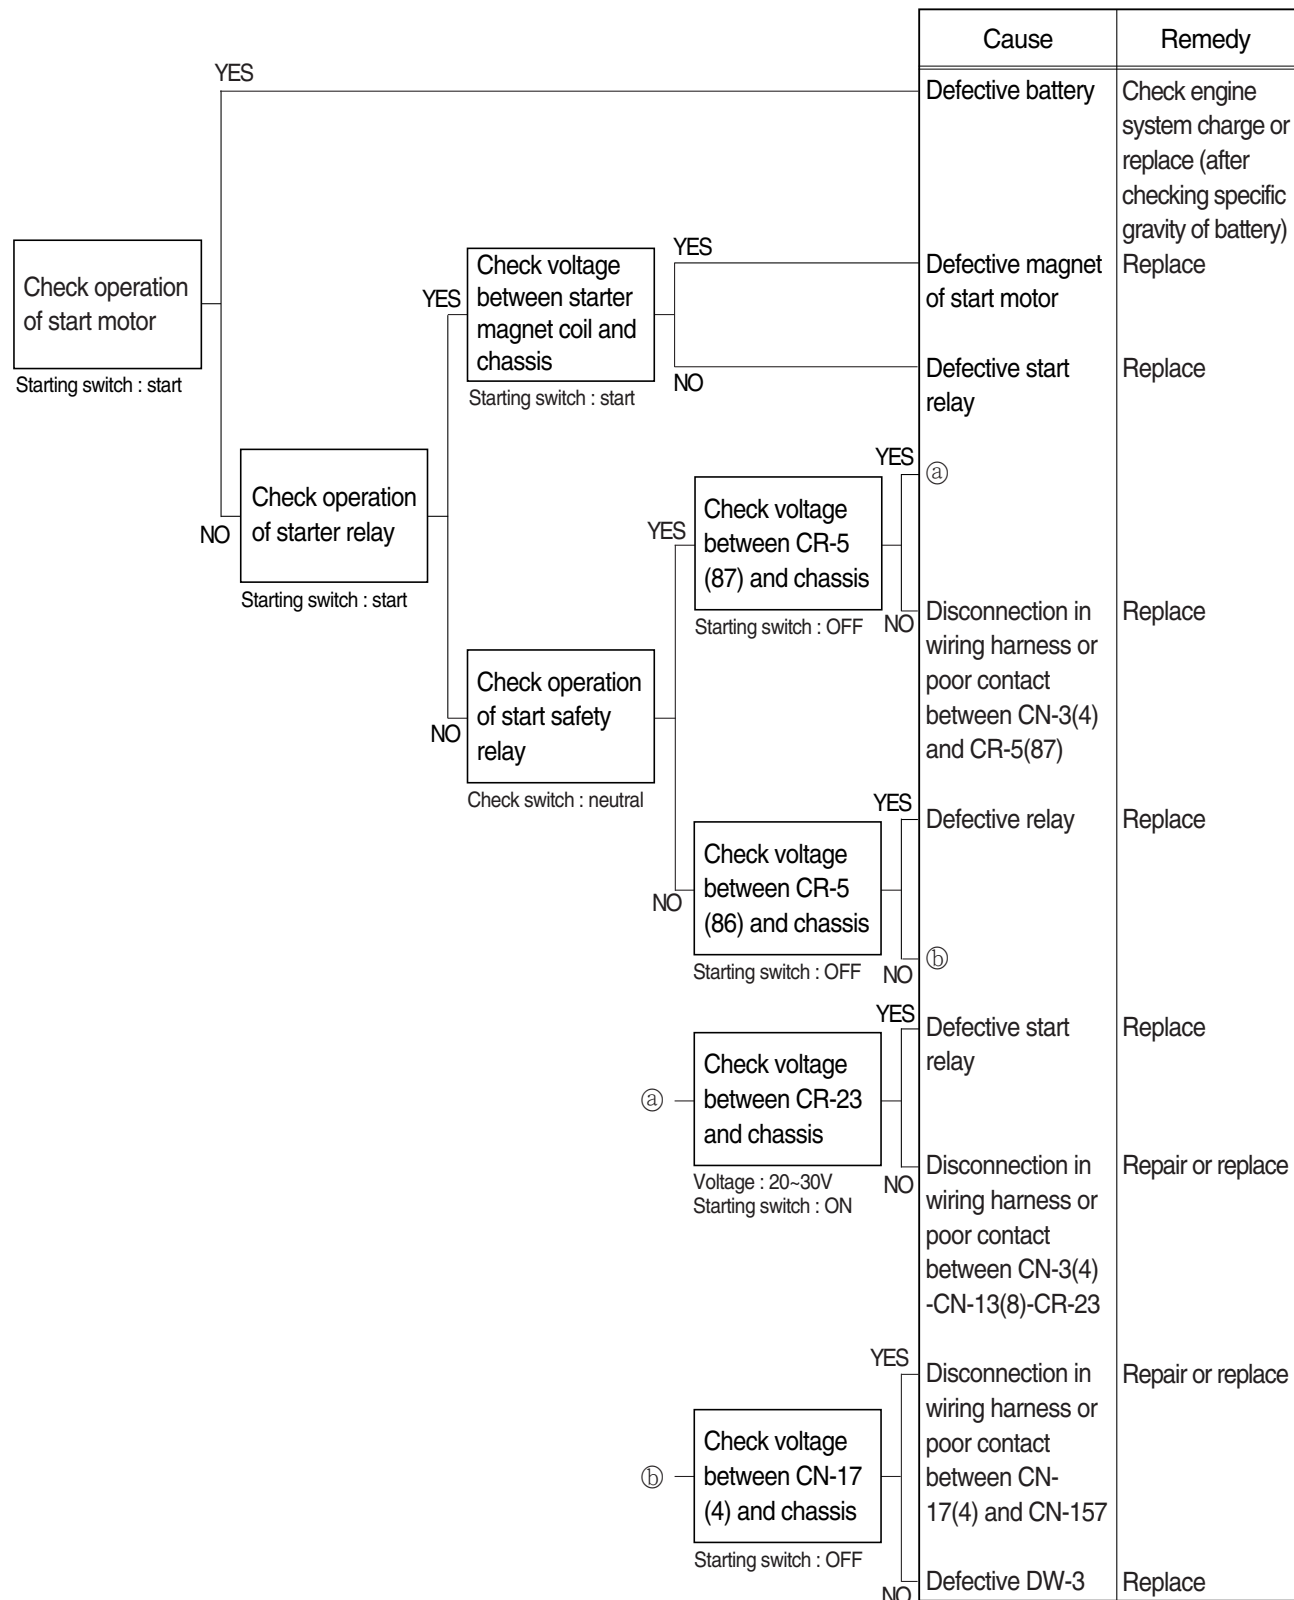 Cause
Remedy
YES
Defective battery
Check engine
system charge or
replace (after
checking specific
gravity of battery)
Check operation
of start motor
Starting switch : start
YES
Check voltage
between starter
magnet coil and
chassis
Starting switch : start
YES
Defective magnet
of start motor
Replace
NO
Defective start
relay
Replace
NO
Check operation
of starter relay
Starting switch : start
YES
Check voltage
between CR-5
(87) and chassis
Starting switch : OFF
YES
ⓐ
NO
Disconnection in
wiring harness or
poor contact
between CN-3(4)
and CR-5(87)
Replace
NO
Check operation
of start safety
relay
Check switch : neutral
NO
Check voltage
between CR-5
(86) and chassis
Starting switch : OFF
YES
Defective relay
Replace
NO
ⓑ
ⓐ
Check voltage
between CR-23
and chassis
Voltage : 20~30V
Starting switch : ON
YES
Defective start
relay
Replace
NO
Disconnection in
wiring harness or
poor contact
between CN-3(4)
-CN-13(8)-CR-23
Repair or replace
ⓑ
Check voltage
between CN-17
(4) and chassis
Starting switch : OFF
YES
Disconnection in
wiring harness or
poor contact
between CN-
17(4) and CN-157
Repair or replace
NO
Defective DW-3
Replace